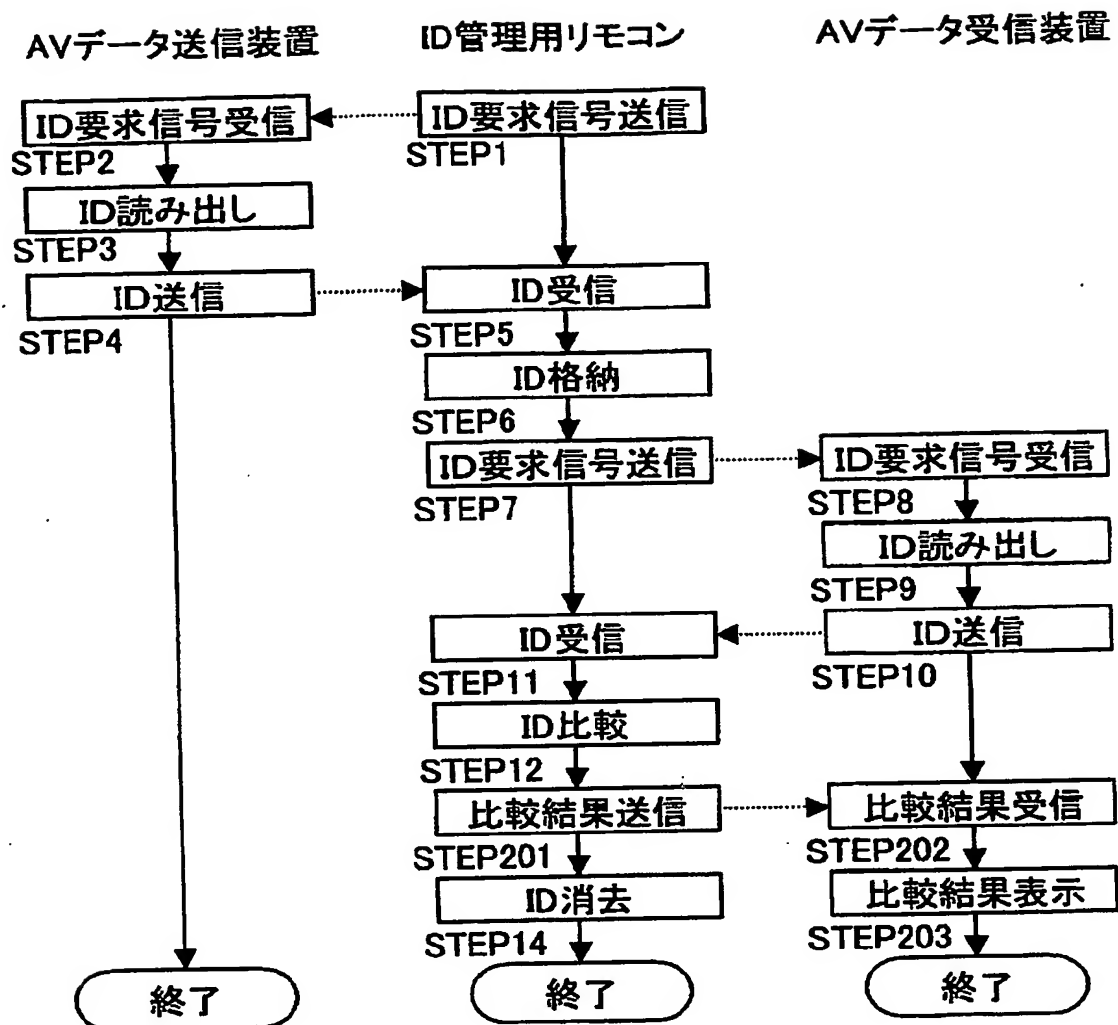 AVデータ送信装置
ID管理用リモコン
AVデータ受信装置
ID要求信号受信
ID要求信号送信
STEP2
STEP1
ID読み出し
STEP3
ID送信
ID受信
STEP4
STEP5
ID格納
STEP6
ID要求信号送信
ID要求信号受信
STEP7
STEP8
ID読み出し
STEP9
ID受信
ID送信
STEP11
STEP10
ID比較
STEP12
比較結果送信
比較結果受信
STEP201
STEP202
ID消去
比較結果表示
STEP14
STEP203
終了
終了
終了